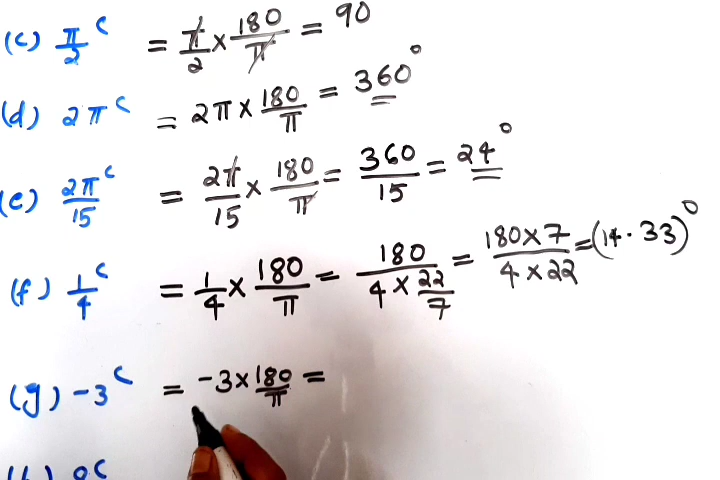 (c) π/2 ᶜ = π/2 × 180/π = 90
(d) 2π ᶜ = 2π × 180/π = 360°
(e) 2π/15 ᶜ = 2π/15 × 180/π = 360/15 = 24°
(f) 1/4 ᶜ = 1/4 × 180/π = 180/(4 × 22/7) = (180×7)/(4×22) = (14.33)°
(g) -3 ᶜ = -3 × 180/π =